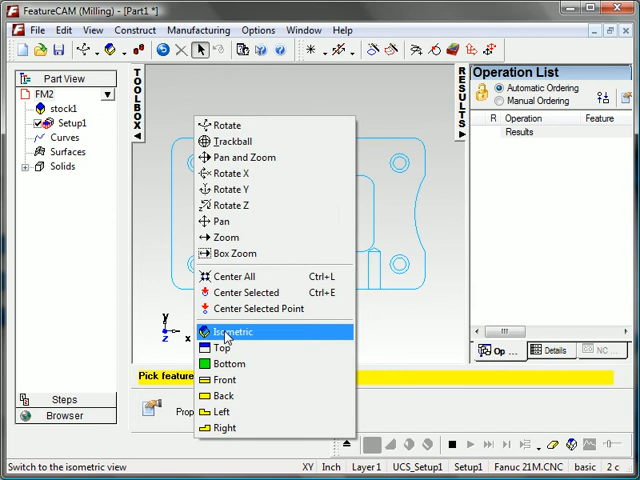 FeatureCAM (Milling) - [Part1 *]
File Edit View Construct Manufacturing Options Window Help
Part View
FM2
stock1
Setup1
Curves
Surfaces
Solids
Steps
Browser
TOOLBOX
Rotate
Trackball
Pan and Zoom
Rotate X
Rotate Y
Rotate Z
Pan
Zoom
Box Zoom
Center All Ctrl+L
Center Selected Ctrl+E
Center Selected Point
Isometric
Top
Bottom
Front
Back
Left
Right
y
z x
Pick feature
Prop
RESULTS
Operation List
Automatic Ordering
Manual Ordering
R Operation Feature
Results
Op ... Details NC ...
Switch to the isometric view XY Inch Layer1 UCS_Setup1 Setup1 Fanuc 21M.CNC basic 2 c